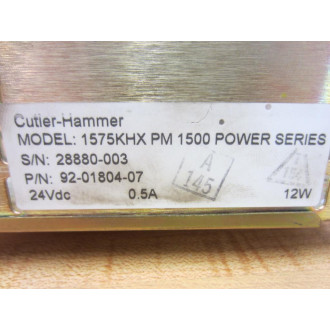 Cutler-Hammer
MODEL: 1575KHX PM 1500 POWER SERIES
S/N: 28880-003
P/N: 92-01804-07
24Vdc 0.5A 12W
A
145